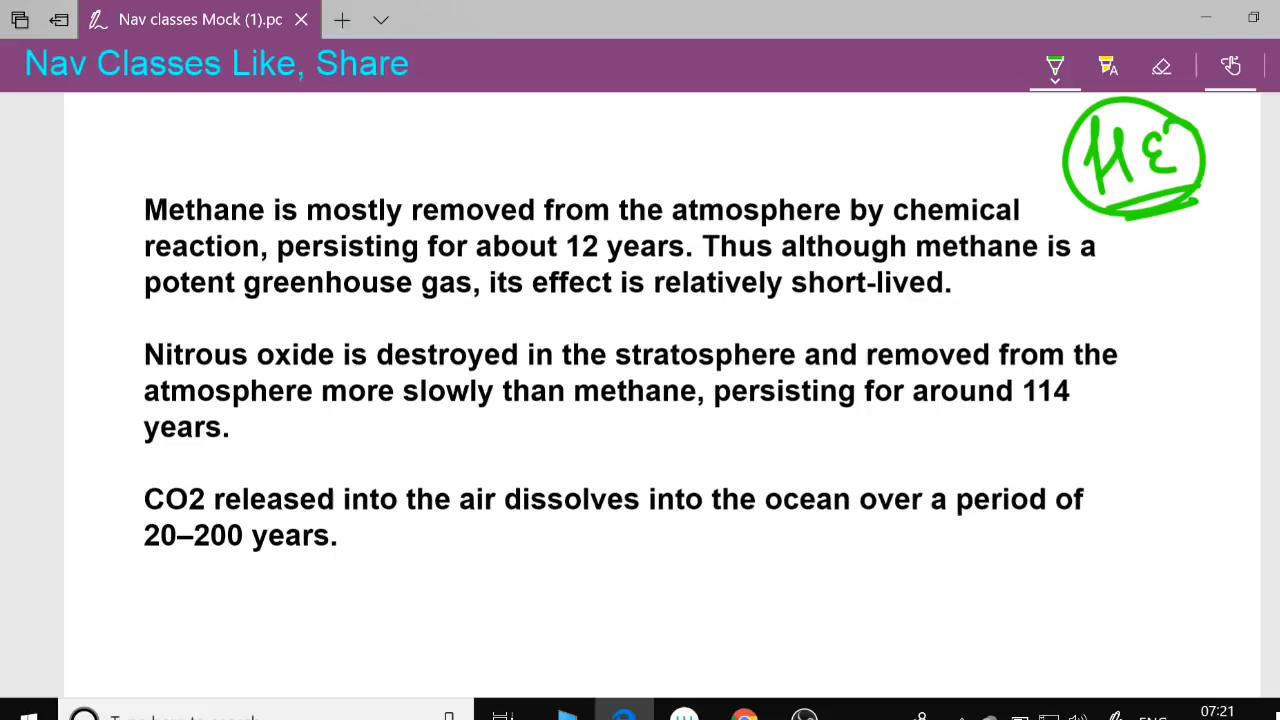 Nav classes Mock (1).pc
Nav Classes Like, Share
Methane is mostly removed from the atmosphere by chemical
reaction, persisting for about 12 years. Thus although methane is a
potent greenhouse gas, its effect is relatively short-lived.
Nitrous oxide is destroyed in the stratosphere and removed from the
atmosphere more slowly than methane, persisting for around 114
years.
CO2 released into the air dissolves into the ocean over a period of
20–200 years.
07:21